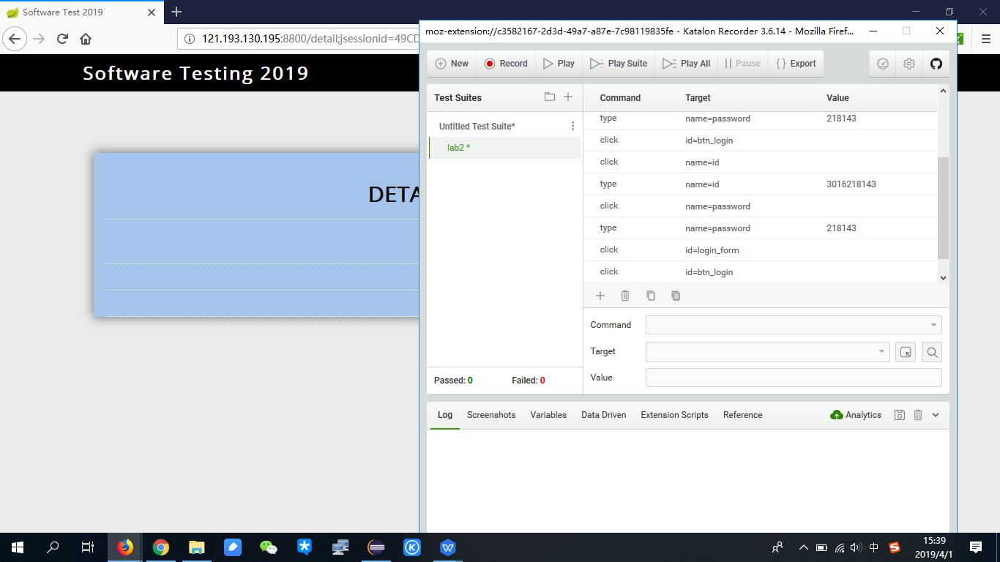 Software Test 2019
121.193.130.195:8800/detail;jsessionid=49CD
Software Testing 2019
DETA
moz-extension://c3582167-2d3d-49a7-a87e-7c98119835fe - Katalon Recorder 3.6.14 - Mozilla Firef...
New Record Play Play Suite Play All Pause Export
Test Suites
Untitled Test Suite*
lab2 *
Passed: 0 Failed: 0
Command Target Value
type name=password 218143
click id=btn_login
click name=id
type name=id 3016218143
click name=password
type name=password 218143
click id=login_form
click id=btn_login
Command
Target
Value
Log Screenshots Variables Data Driven Extension Scripts Reference Analytics
中
15:39
2019/4/1